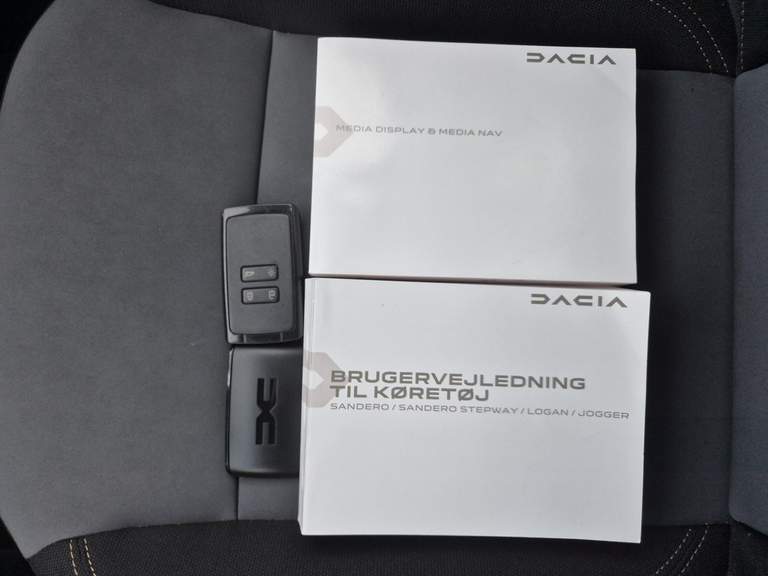 DACIA
MEDIA DISPLAY & MEDIA NAV
DACIA
BRUGERVEJLEDNING
TIL KØRETØJ
SANDERO / SANDERO STEPWAY / LOGAN / JOGGER